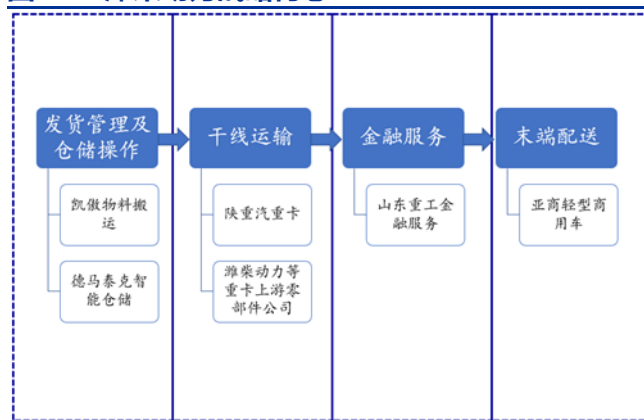 发货管理及
仓储操作
干线运输
金融服务
末端配送
凯傲物料搬
运
德马泰克智
能仓储
陕重汽重卡
潍柴动力等
重卡上游零
部件公司
山东重工金
融服务
亚商轻型商
用车